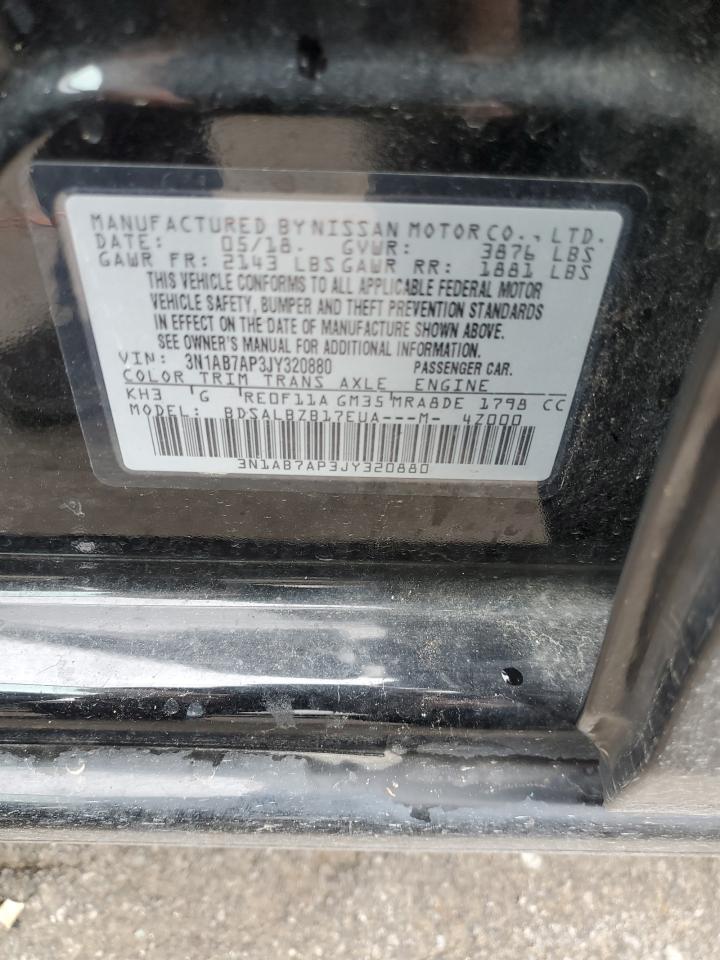 MANUFACTURED BY NISSAN MOTOR CO., LTD.
DATE: 05/18. GVWR: 3876 LBS
GAWR FR: 2143 LBS GAWR RR: 1881 LBS
THIS VEHICLE CONFORMS TO ALL APPLICABLE FEDERAL MOTOR
VEHICLE SAFETY, BUMPER AND THEFT PREVENTION STANDARDS
IN EFFECT ON THE DATE OF MANUFACTURE SHOWN ABOVE.
SEE OWNER'S MANUAL FOR ADDITIONAL INFORMATION.
VIN: 3N1AB7AP3JY320880 PASSENGER CAR.
COLOR TRIM TRANS AXLE ENGINE
KH3 G RE0F11A GM35 MRA8DE 1798 CC
MODEL: BDSALBZB17EUA---M- 4Z000
3N1AB7AP3JY320880